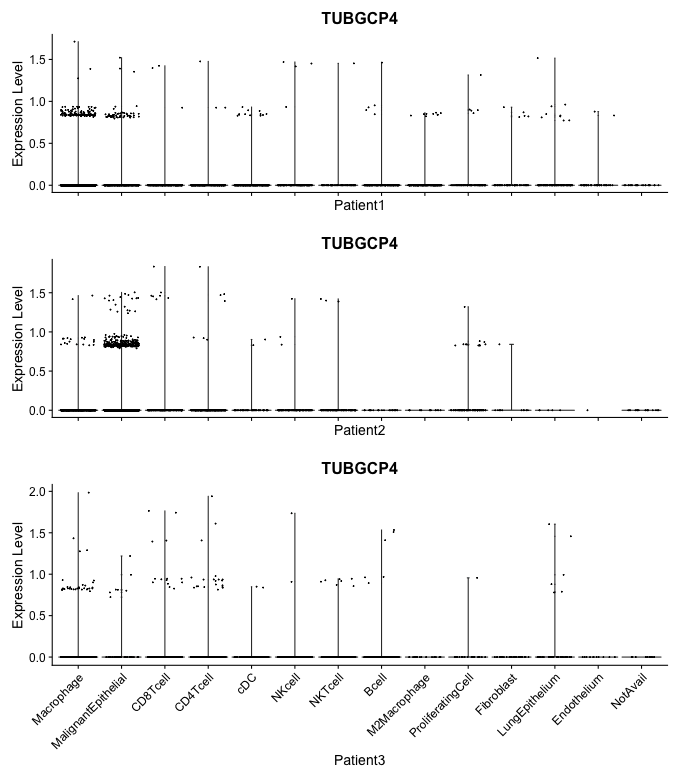 TUBGCP4
Expression Level
1.5
1.0
0.5
0.0
Patient1
TUBGCP4
Expression Level
1.5
1.0
0.5
0.0
Patient2
TUBGCP4
Expression Level
2.0
1.5
1.0
0.5
0.0
Macrophage
MalignantEpithelial
CD8Tcell
CD4Tcell
cDC
NKcell
NKTcell
Bcell
M2Macrophage
ProliferatingCell
Fibroblast
LungEpithelium
Endothelium
NotAvail
Patient3